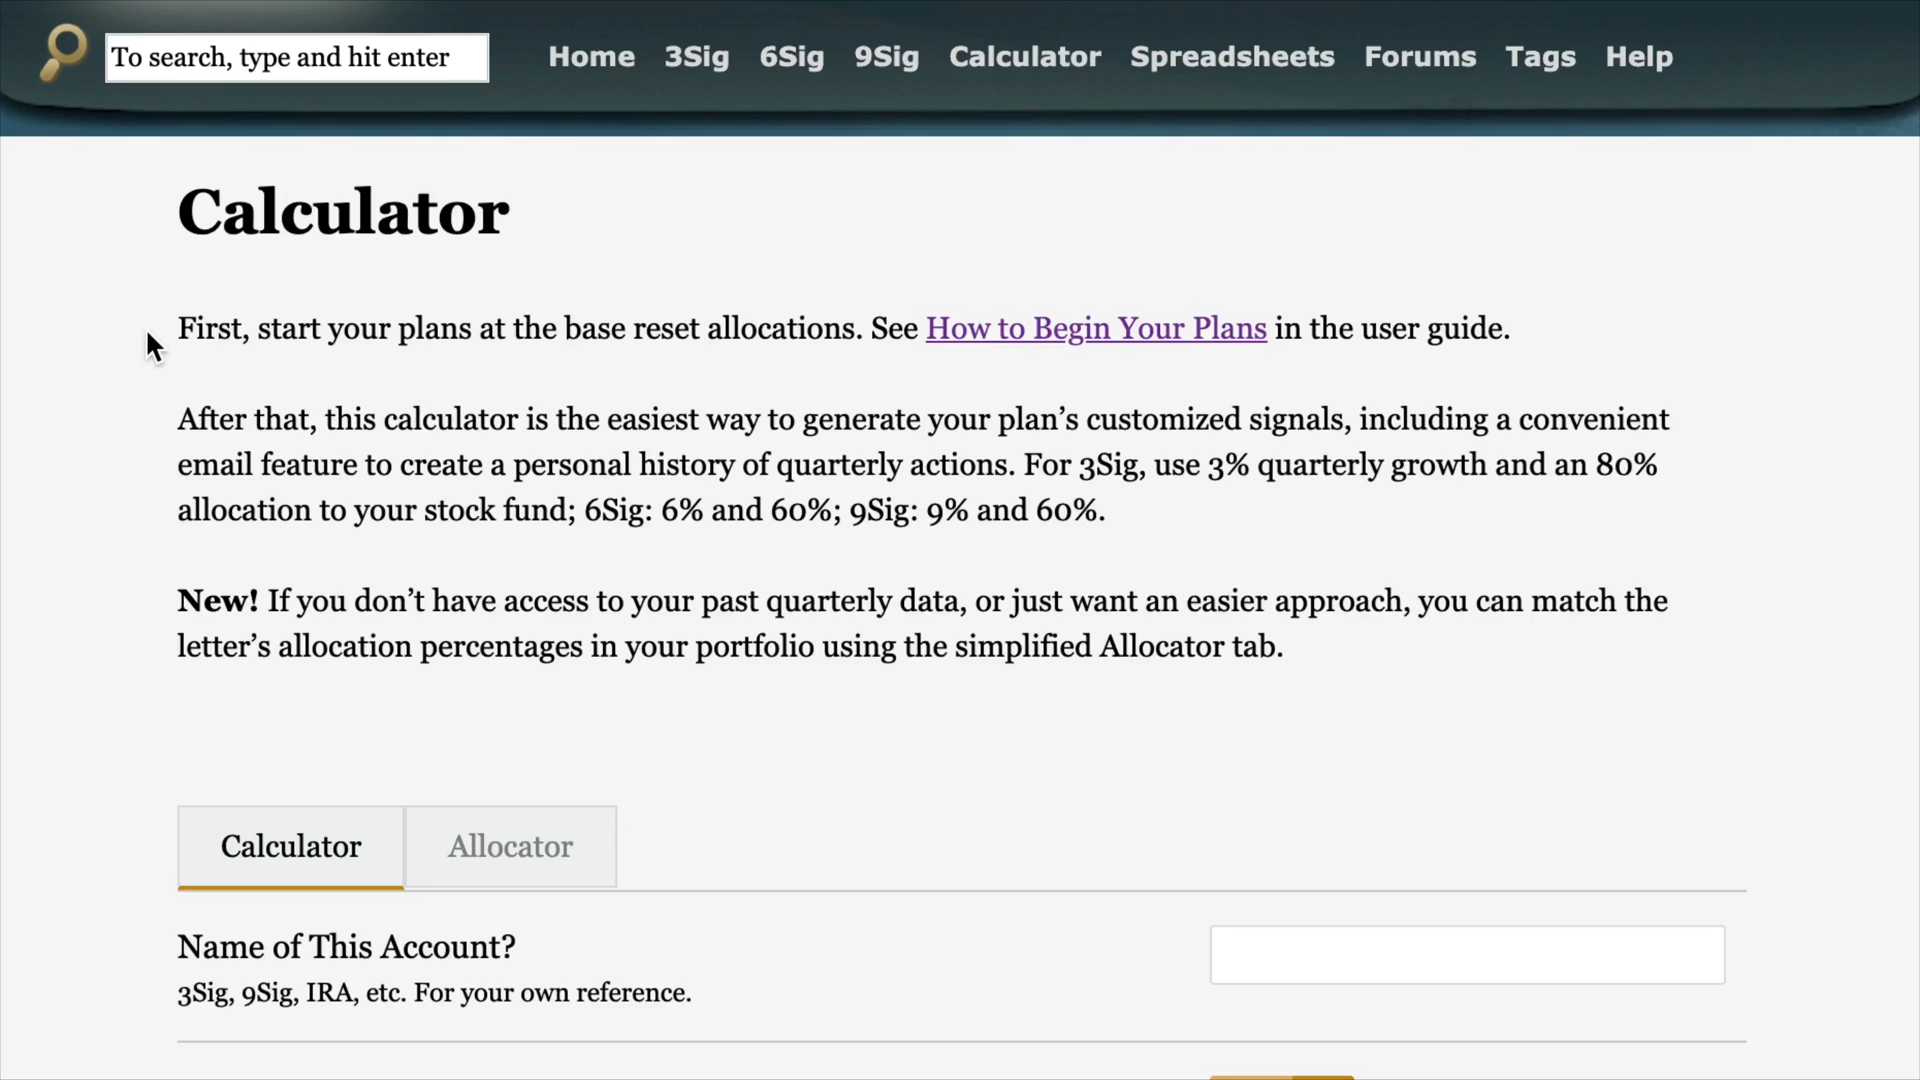 To search, type and hit enter
Home 3Sig 6Sig 9Sig Calculator Spreadsheets Forums Tags Help
Calculator
First, start your plans at the base reset allocations. See How to Begin Your Plans in the user guide.
After that, this calculator is the easiest way to generate your plan’s customized signals, including a convenient
email feature to create a personal history of quarterly actions. For 3Sig, use 3% quarterly growth and an 80%
allocation to your stock fund; 6Sig: 6% and 60%; 9Sig: 9% and 60%.
New! If you don’t have access to your past quarterly data, or just want an easier approach, you can match the
letter’s allocation percentages in your portfolio using the simplified Allocator tab.
Calculator Allocator
Name of This Account?
3Sig, 9Sig, IRA, etc. For your own reference.